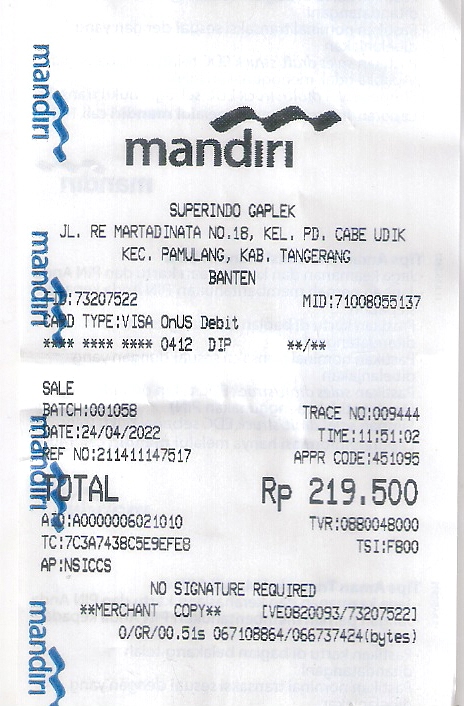 mandiri
SUPERINDO GAPLEK
JL. RE MARTADINATA NO.18, KEL. PD. CABE UDIK
KEC. PAMULANG, KAB. TANGERANG
BANTEN
TID:73207522 MID:71008055137
CARD TYPE:VISA OnUS Debit
**** **** **** 0412 DIP **/**
SALE
BATCH:001058 TRACE NO:009444
DATE:24/04/2022 TIME:11:51:02
REF NO:211411147517 APPR CODE:451095
TOTAL Rp 219.500
AID:A0000006021010 TVR:0880048000
TC:7C3A7438C5E9EFE8 TSI:F800
AP:NSICCS
NO SIGNATURE REQUIRED
**MERCHANT COPY** [VE0820093/73207522]
0/GR/00.51s 067108864/066737424(bytes)
mandiri
mandiri
mandiri
mandiri